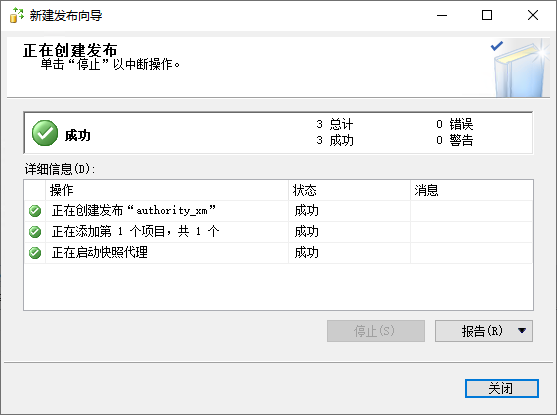 新建发布向导
正在创建发布
单击“停止”以中断操作。
成功
3 总计
0 错误
3 成功
0 警告
详细信息(D):
操作 状态 消息
正在创建发布“authority_xm” 成功
正在添加第 1 个项目，共 1 个 成功
正在启动快照代理 成功
停止(S) 报告(R)
关闭